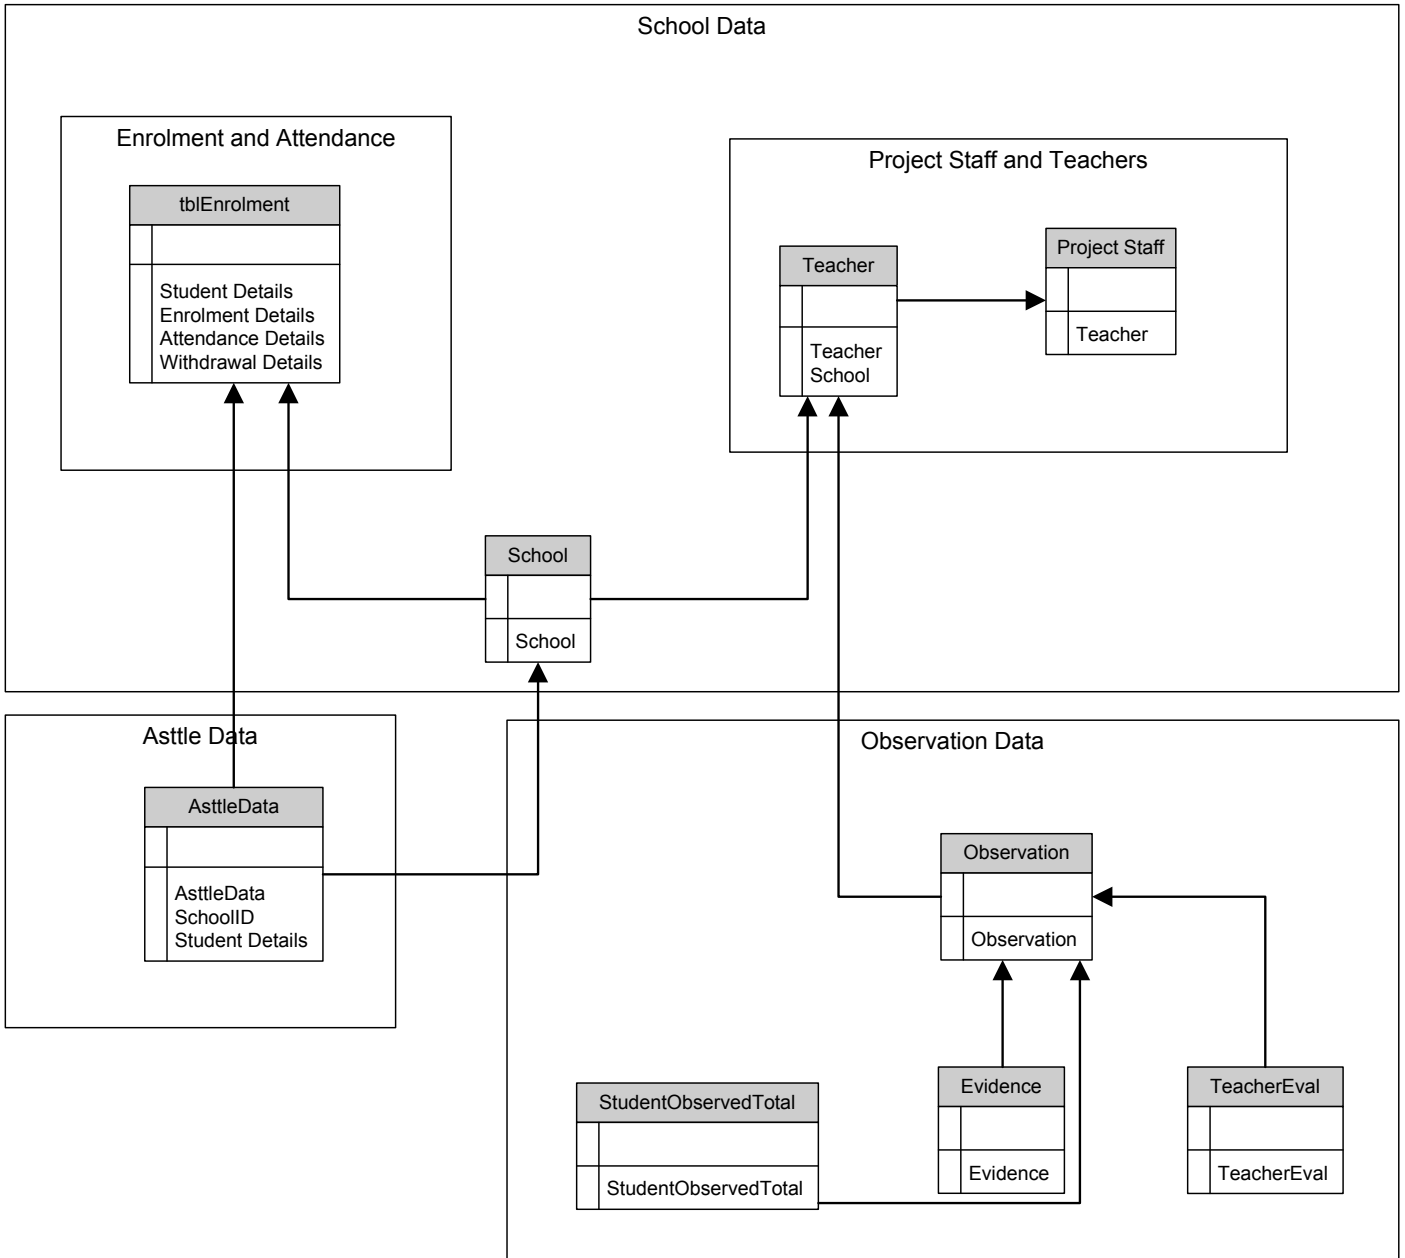 School Data
Enrolment and Attendance
tblEnrolment
Student Details
Enrolment Details
Attendance Details
Withdrawal Details
Project Staff and Teachers
Teacher
Teacher
School
Project Staff
Teacher
School
School
Asttle Data
AsttleData
AsttleData
SchoolID
Student Details
Observation Data
Observation
Observation
StudentObservedTotal
StudentObservedTotal
Evidence
Evidence
TeacherEval
TeacherEval